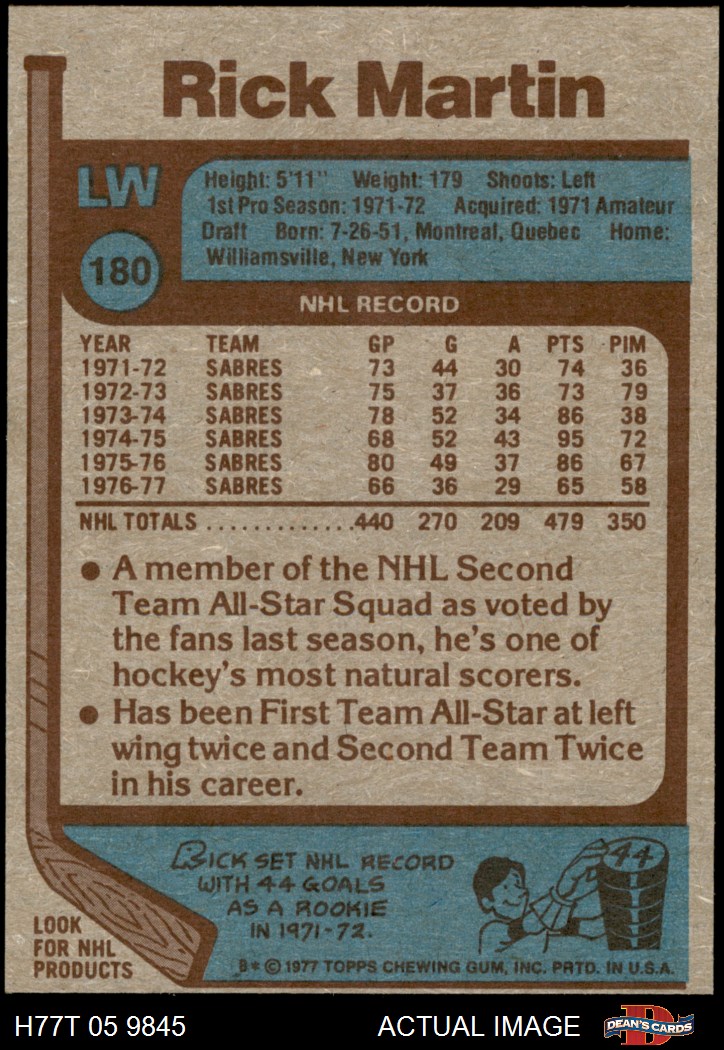 Rick Martin
LW
180
Height: 5'11" Weight: 179 Shoots: Left
1st Pro Season: 1971-72 Acquired: 1971 Amateur
Draft Born: 7-26-51, Montreal, Quebec Home:
Williamsville, New York
NHL RECORD
YEAR TEAM GP G A PTS PIM
1971-72 SABRES 73 44 30 74 36
1972-73 SABRES 75 37 36 73 79
1973-74 SABRES 78 52 34 86 38
1974-75 SABRES 68 52 43 95 72
1975-76 SABRES 80 49 37 86 67
1976-77 SABRES 66 36 29 65 58
NHL TOTALS .............440 270 209 479 350
● A member of the NHL Second
Team All-Star Squad as voted by
the fans last season, he's one of
hockey's most natural scorers.
● Has been First Team All-Star at left
wing twice and Second Team Twice
in his career.
RICK SET NHL RECORD
WITH 44 GOALS
AS A ROOKIE
IN 1971-72.
44
LOOK
FOR NHL
PRODUCTS
B* © 1977 TOPPS CHEWING GUM, INC. PRTD. IN U.S.A.
H77T 05 9845 ACTUAL IMAGE
D
DEAN'S CARDS